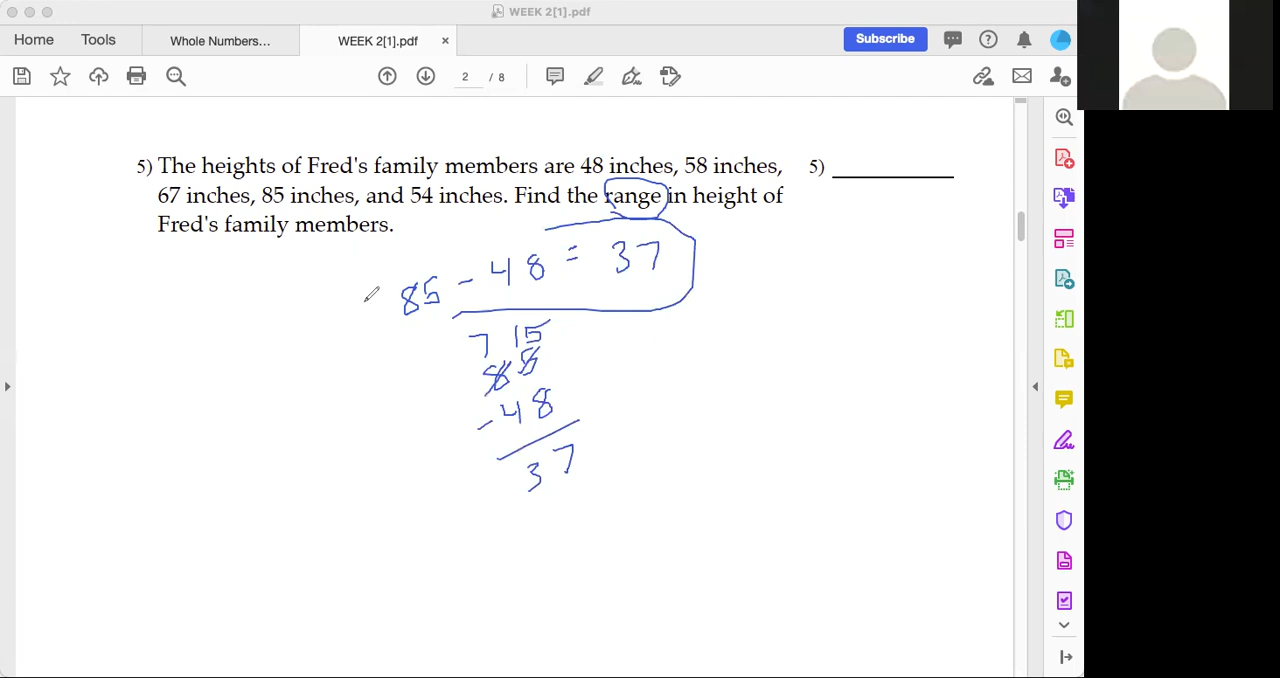 WEEK 2[1].pdf
Home Tools Whole Numbers... WEEK 2[1].pdf × Subscribe
2 / 8
5) The heights of Fred's family members are 48 inches, 58 inches, 5)
67 inches, 85 inches, and 54 inches. Find the range in height of
Fred's family members.
85 - 48 = 37
7 15
85
- 48
37